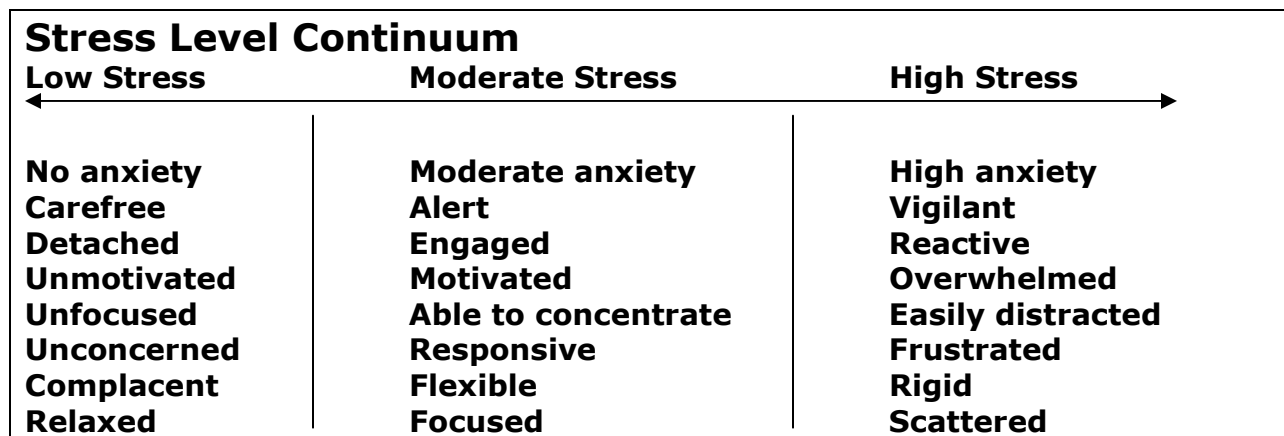 Stress Level Continuum
Low Stress Moderate Stress High Stress
No anxiety Moderate anxiety High anxiety
Carefree Alert Vigilant
Detached Engaged Reactive
Unmotivated Motivated Overwhelmed
Unfocused Able to concentrate Easily distracted
Unconcerned Responsive Frustrated
Complacent Flexible Rigid
Relaxed Focused Scattered